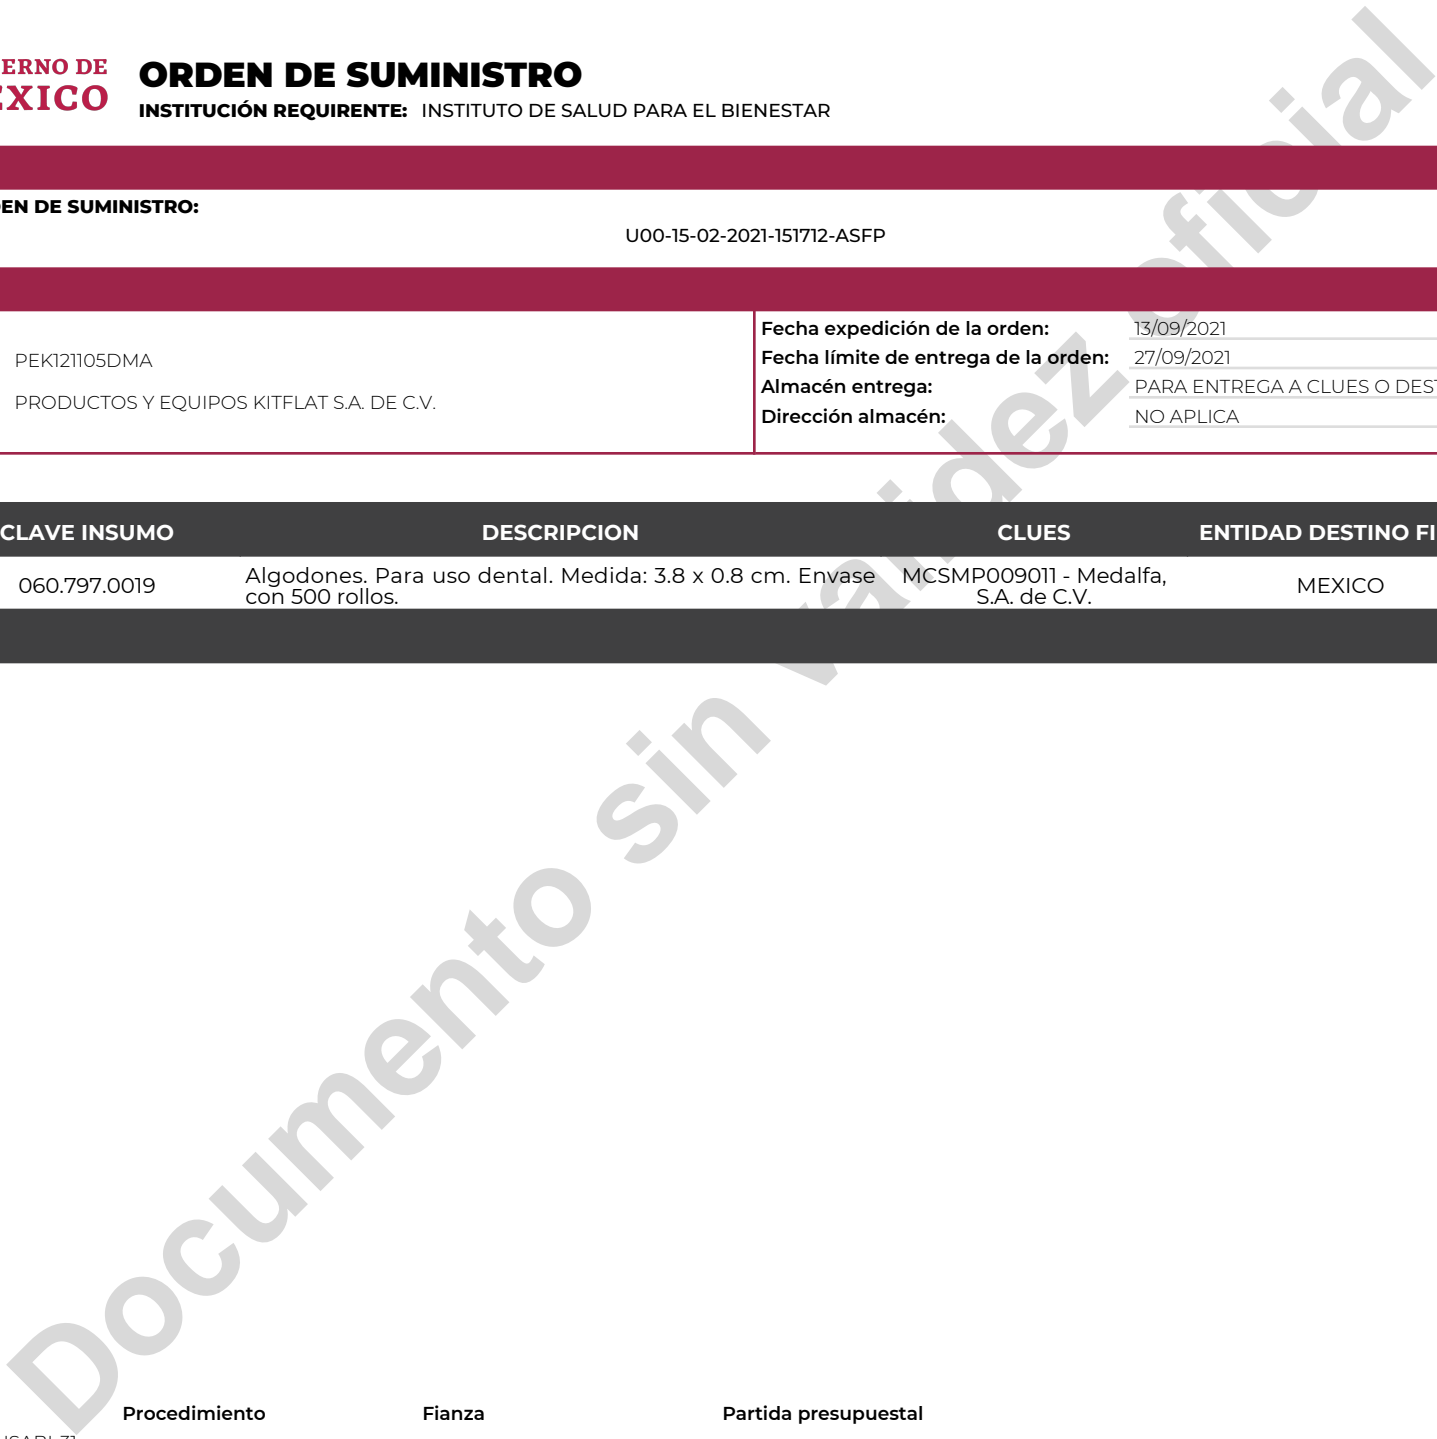 ERNO DE
EXICO
ORDEN DE SUMINISTRO
INSTITUCIÓN REQUIRENTE: INSTITUTO DE SALUD PARA EL BIENESTAR
EN DE SUMINISTRO:
U00-15-02-2021-151712-ASFP
PEK121105DMA
PRODUCTOS Y EQUIPOS KITFLAT S.A. DE C.V.
Fecha expedición de la orden: 13/09/2021
Fecha límite de entrega de la orden: 27/09/2021
Almacén entrega: PARA ENTREGA A CLUES O DEST
Dirección almacén: NO APLICA
CLAVE INSUMO DESCRIPCION CLUES ENTIDAD DESTINO FI
060.797.0019 Algodones. Para uso dental. Medida: 3.8 x 0.8 cm. Envase MCSMP009011 - Medalfa, MEXICO
con 500 rollos. S.A. de C.V.
Documento sin validez oficial
Procedimiento Fianza Partida presupuestal